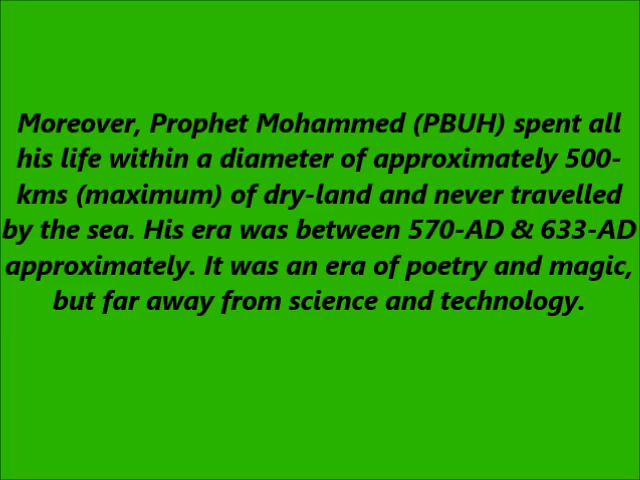 Moreover, Prophet Mohammed (PBUH) spent all
his life within a diameter of approximately 500-
kms (maximum) of dry-land and never travelled
by the sea. His era was between 570-AD & 633-AD
approximately. It was an era of poetry and magic,
but far away from science and technology.